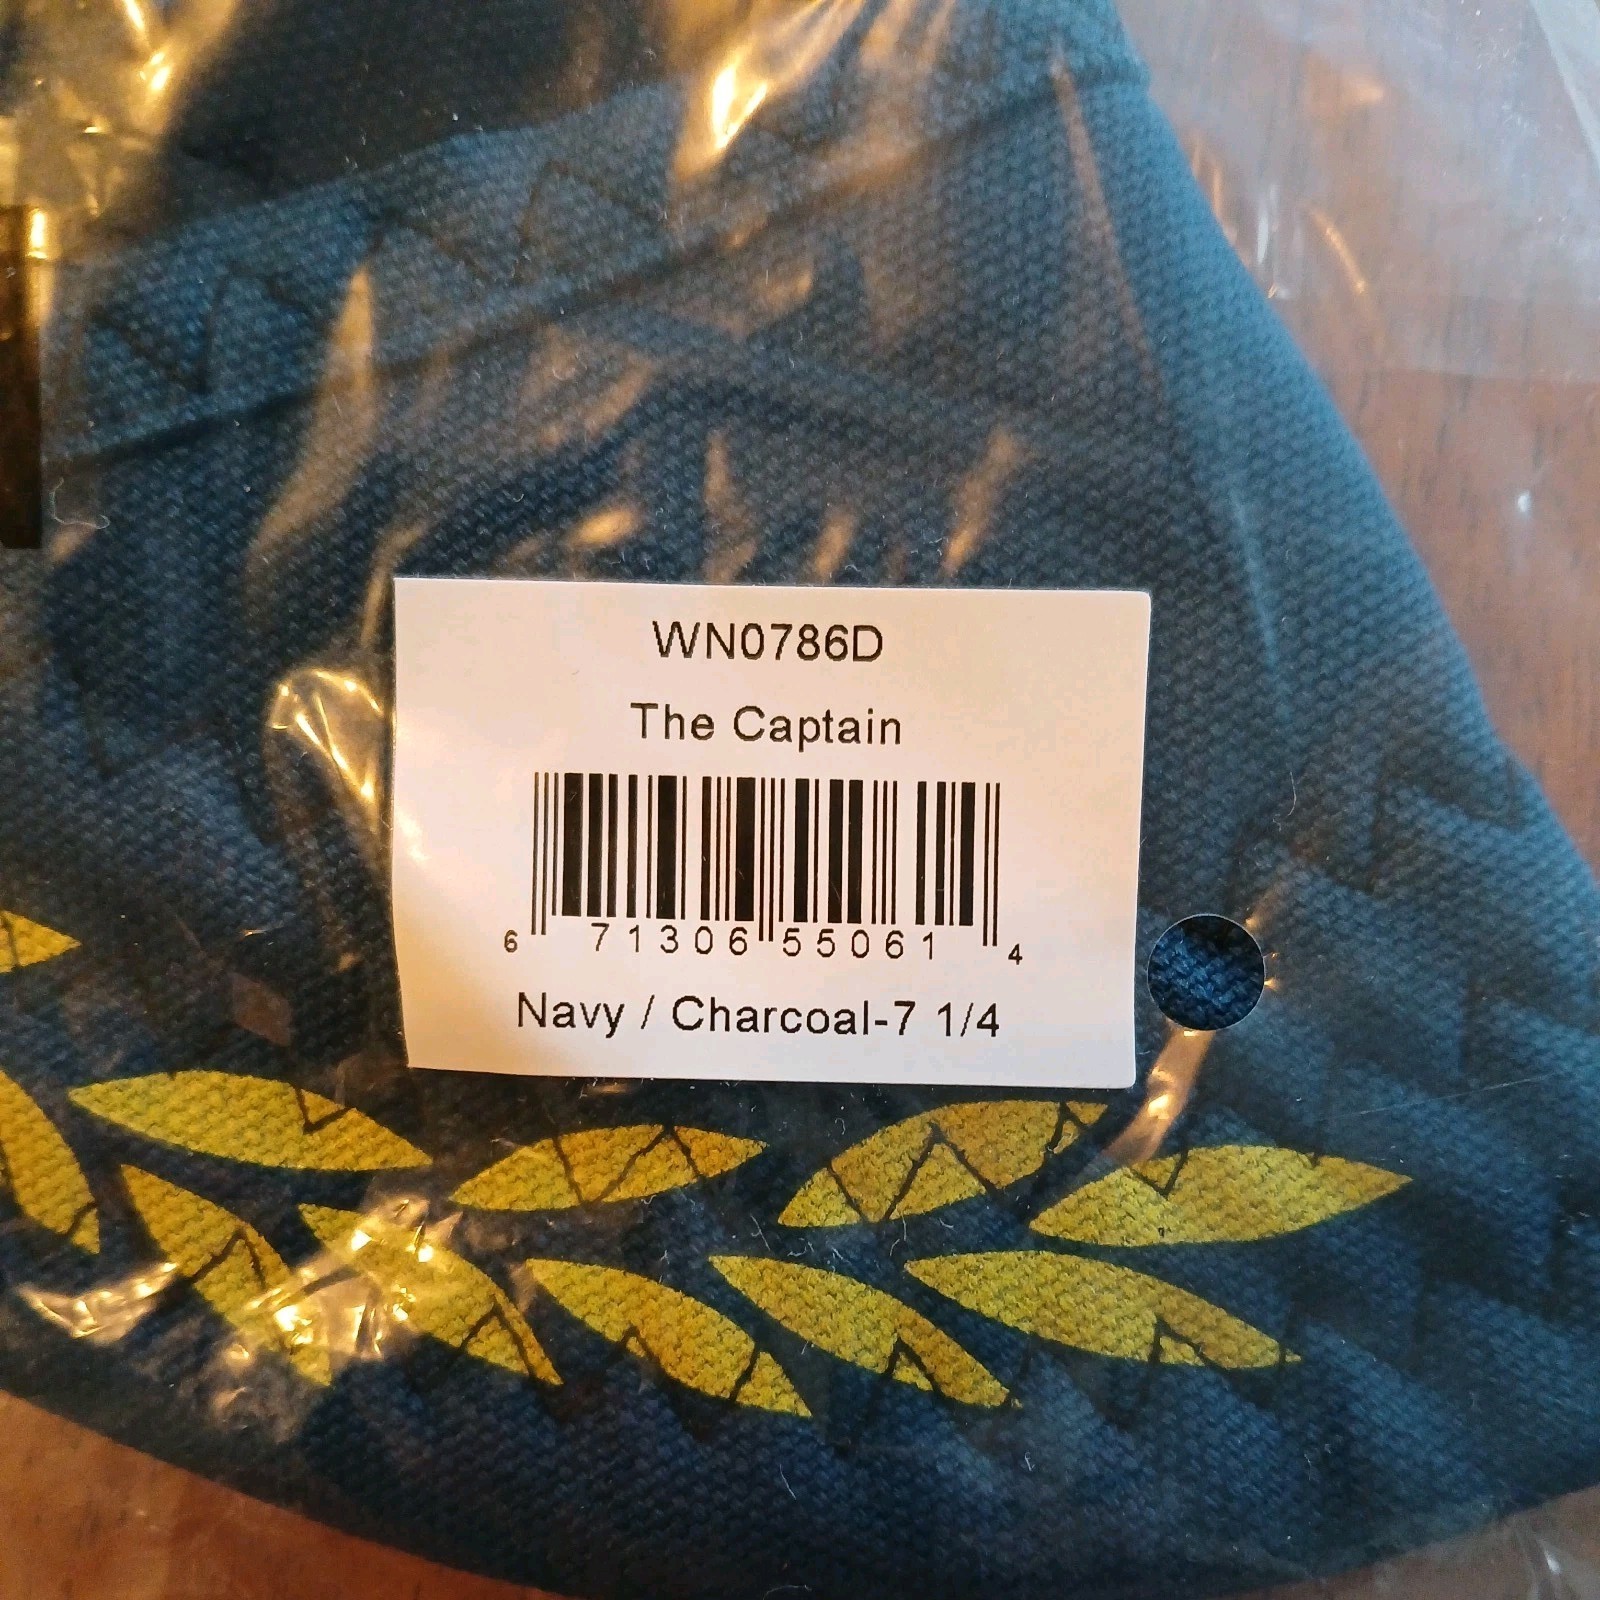 WN0786D
The Captain
6 71306 55061 4
Navy / Charcoal-7 1/4